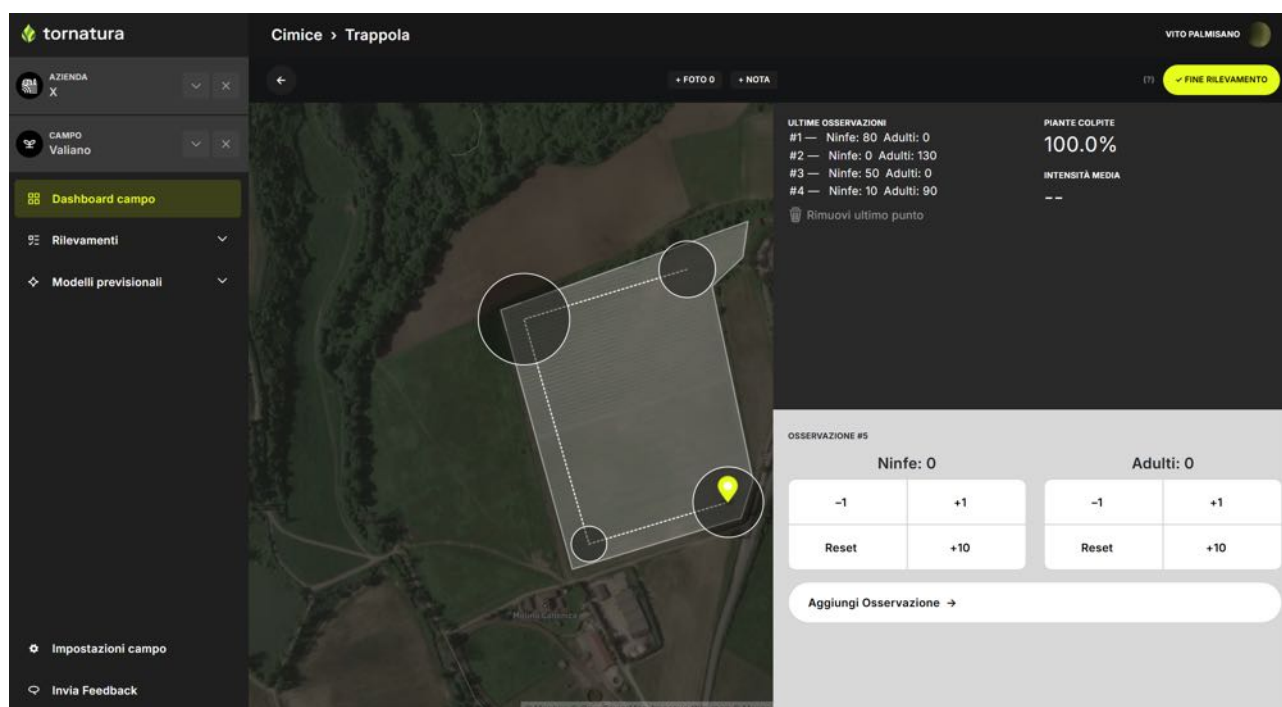 tornatura
Cimice › Trappola
VITO PALMISANO
AZIENDA
X
CAMPO
Valiano
Dashboard campo
Rilevamenti
Modelli previsionali
Impostazioni campo
Invia Feedback
+ FOTO 0
+ NOTA
(?)
✓ FINE RILEVAMENTO
ULTIME OSSERVAZIONI
#1 — Ninfe: 80 Adulti: 0
#2 — Ninfe: 0 Adulti: 130
#3 — Ninfe: 50 Adulti: 0
#4 — Ninfe: 10 Adulti: 90
Rimuovi ultimo punto
PIANTE COLPITE
100.0%
INTENSITÀ MEDIA
--
OSSERVAZIONE #5
Ninfe: 0
−1
+1
Reset
+10
Adulti: 0
−1
+1
Reset
+10
Aggiungi Osservazione →